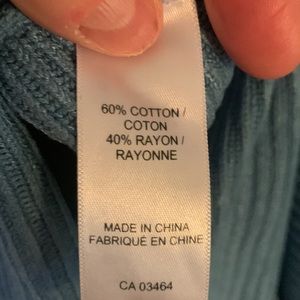 60% COTTON /
COTON
40% RAYON /
RAYONNE
MADE IN CHINA
FABRIQUÉ EN CHINE
CA 03464